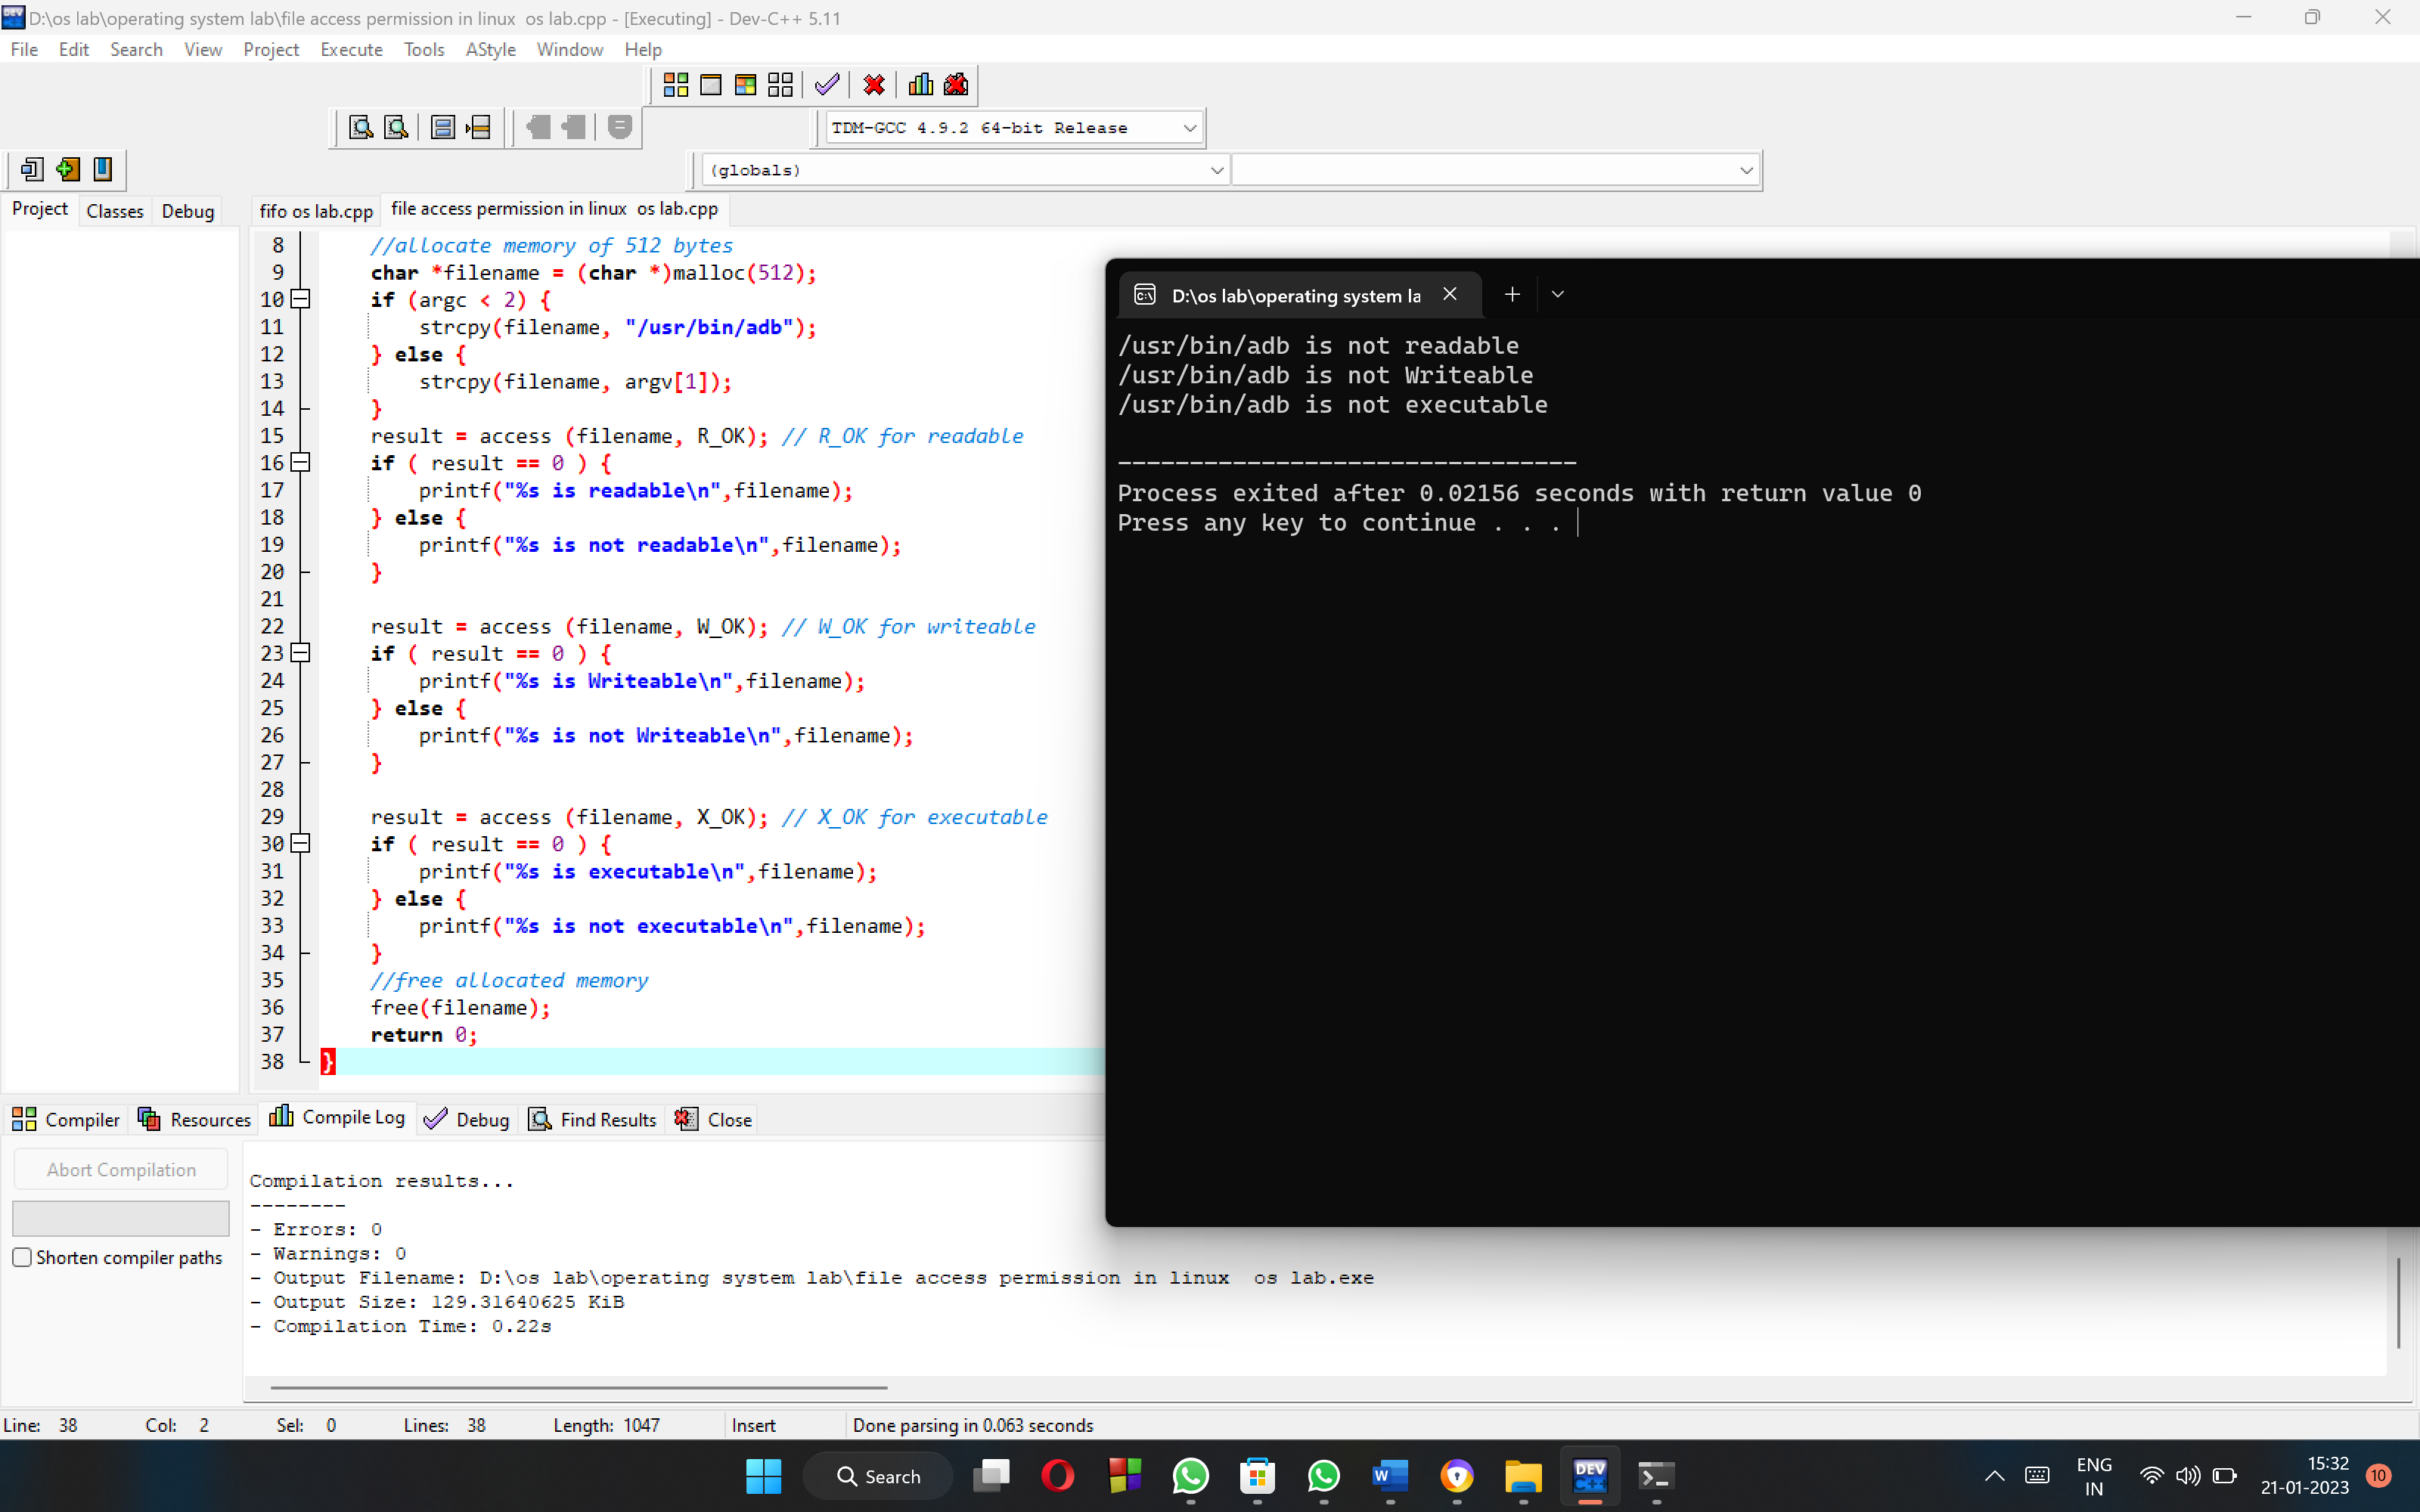 D:\os lab\operating system lab\file access permission in linux  os lab.cpp - [Executing] - Dev-C++ 5.11
File Edit Search View Project Execute Tools AStyle Window Help
TDM-GCC 4.9.2 64-bit Release
(globals)
Project Classes Debug
fifo os lab.cpp file access permission in linux  os lab.cpp
8 //allocate memory of 512 bytes
9 char *filename = (char *)malloc(512);
10 if (argc < 2) {
11 strcpy(filename, "/usr/bin/adb");
12 } else {
13 strcpy(filename, argv[1]);
14 }
15 result = access (filename, R_OK); // R_OK for readable
16 if ( result == 0 ) {
17 printf("%s is readable\n",filename);
18 } else {
19 printf("%s is not readable\n",filename);
20 }
21
22 result = access (filename, W_OK); // W_OK for writeable
23 if ( result == 0 ) {
24 printf("%s is Writeable\n",filename);
25 } else {
26 printf("%s is not Writeable\n",filename);
27 }
28
29 result = access (filename, X_OK); // X_OK for executable
30 if ( result == 0 ) {
31 printf("%s is executable\n",filename);
32 } else {
33 printf("%s is not executable\n",filename);
34 }
35 //free allocated memory
36 free(filename);
37 return 0;
38 }
D:\os lab\operating system la
/usr/bin/adb is not readable
/usr/bin/adb is not Writeable
/usr/bin/adb is not executable
--------------------------------
Process exited after 0.02156 seconds with return value 0
Press any key to continue . . .
Compiler Resources Compile Log Debug Find Results Close
Abort Compilation
Shorten compiler paths
Compilation results...
--------
- Errors: 0
- Warnings: 0
- Output Filename: D:\os lab\operating system lab\file access permission in linux  os lab.exe
- Output Size: 129.31640625 KiB
- Compilation Time: 0.22s
Line: 38 Col: 2 Sel: 0 Lines: 38 Length: 1047 Insert Done parsing in 0.063 seconds
Search
W
DEV
C++
ENG
IN
15:32
21-01-2023
10